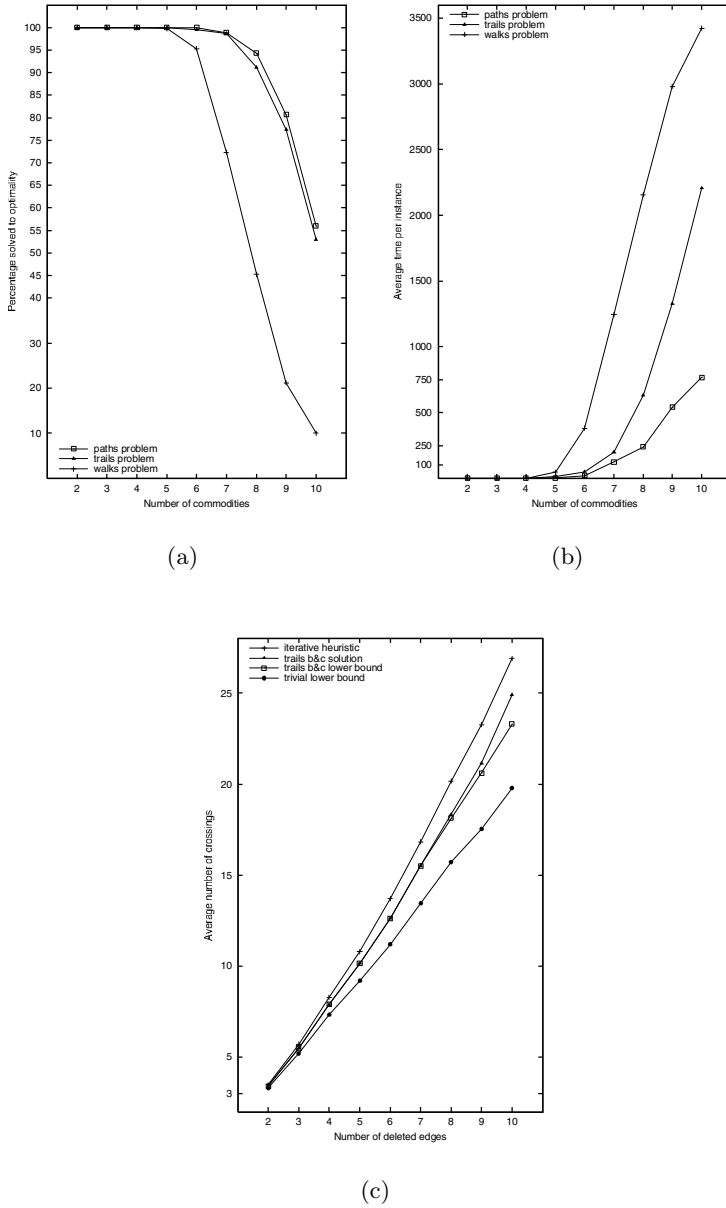 100
95
90
85
80
75
70
65
60
55
50
45
40
30
20
10
Percentage solved to optimality
paths problem
trails problem
walks problem
2 3 4 5 6 7 8 9 10
Number of commodities
(a)
paths problem
trails problem
walks problem
3500
3000
2500
2000
1500
1000
750
500
250
100
Average time per instance
2 3 4 5 6 7 8 9 10
Number of commodities
(b)
iterative heuristic
trails b&c solution
trails b&c lower bound
trivial lower bound
25
20
15
10
5
3
Average number of crossings
2 3 4 5 6 7 8 9 10
Number of deleted edges
(c)